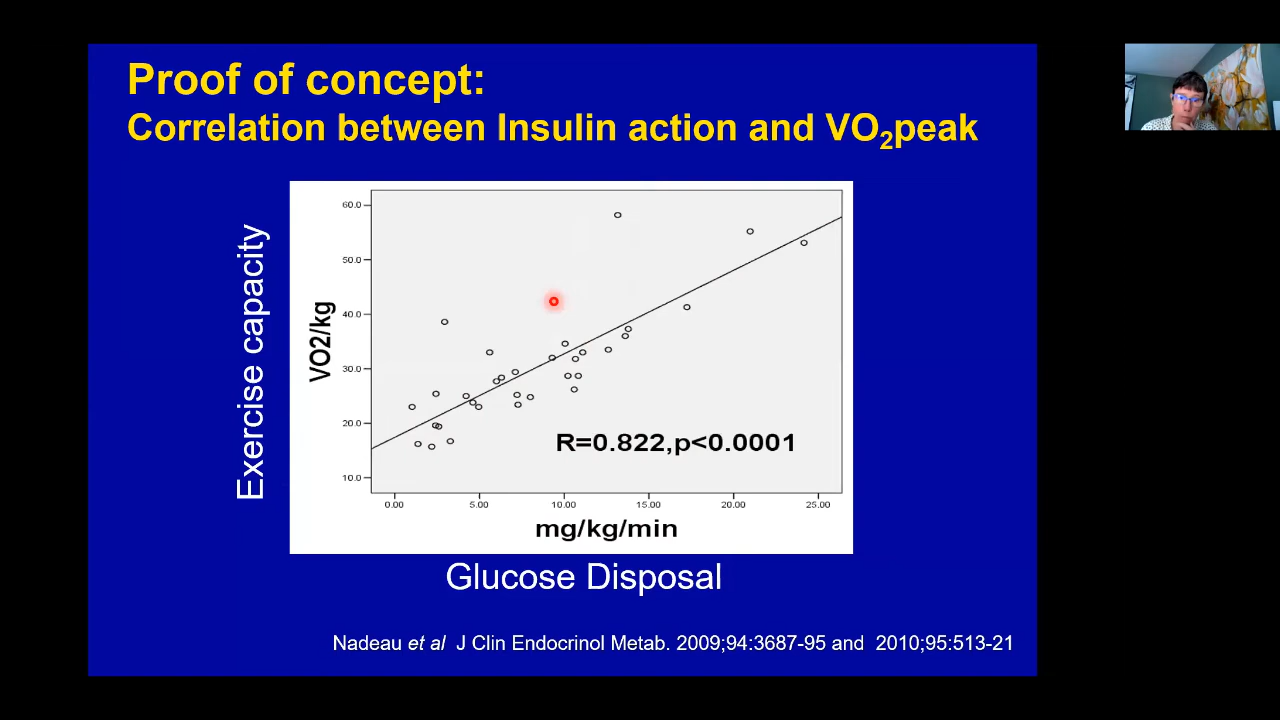 Proof of concept:
Correlation between Insulin action and VO2peak
Exercise capacity
VO2/kg
60.0
50.0
40.0
30.0
20.0
10.0
R=0.822,p<0.0001
0.00 5.00 10.00 15.00 20.00 25.00
mg/kg/min
Glucose Disposal
Nadeau et al J Clin Endocrinol Metab. 2009;94:3687-95 and 2010;95:513-21